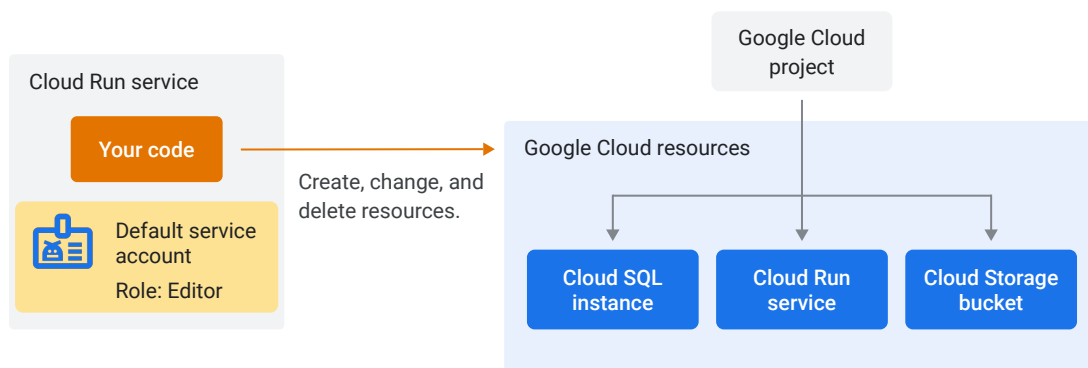 Google Cloud
project
Cloud Run service
Your code
Create, change, and
delete resources.
Default service
account
Role: Editor
Google Cloud resources
Cloud SQL
instance
Cloud Run
service
Cloud Storage
bucket